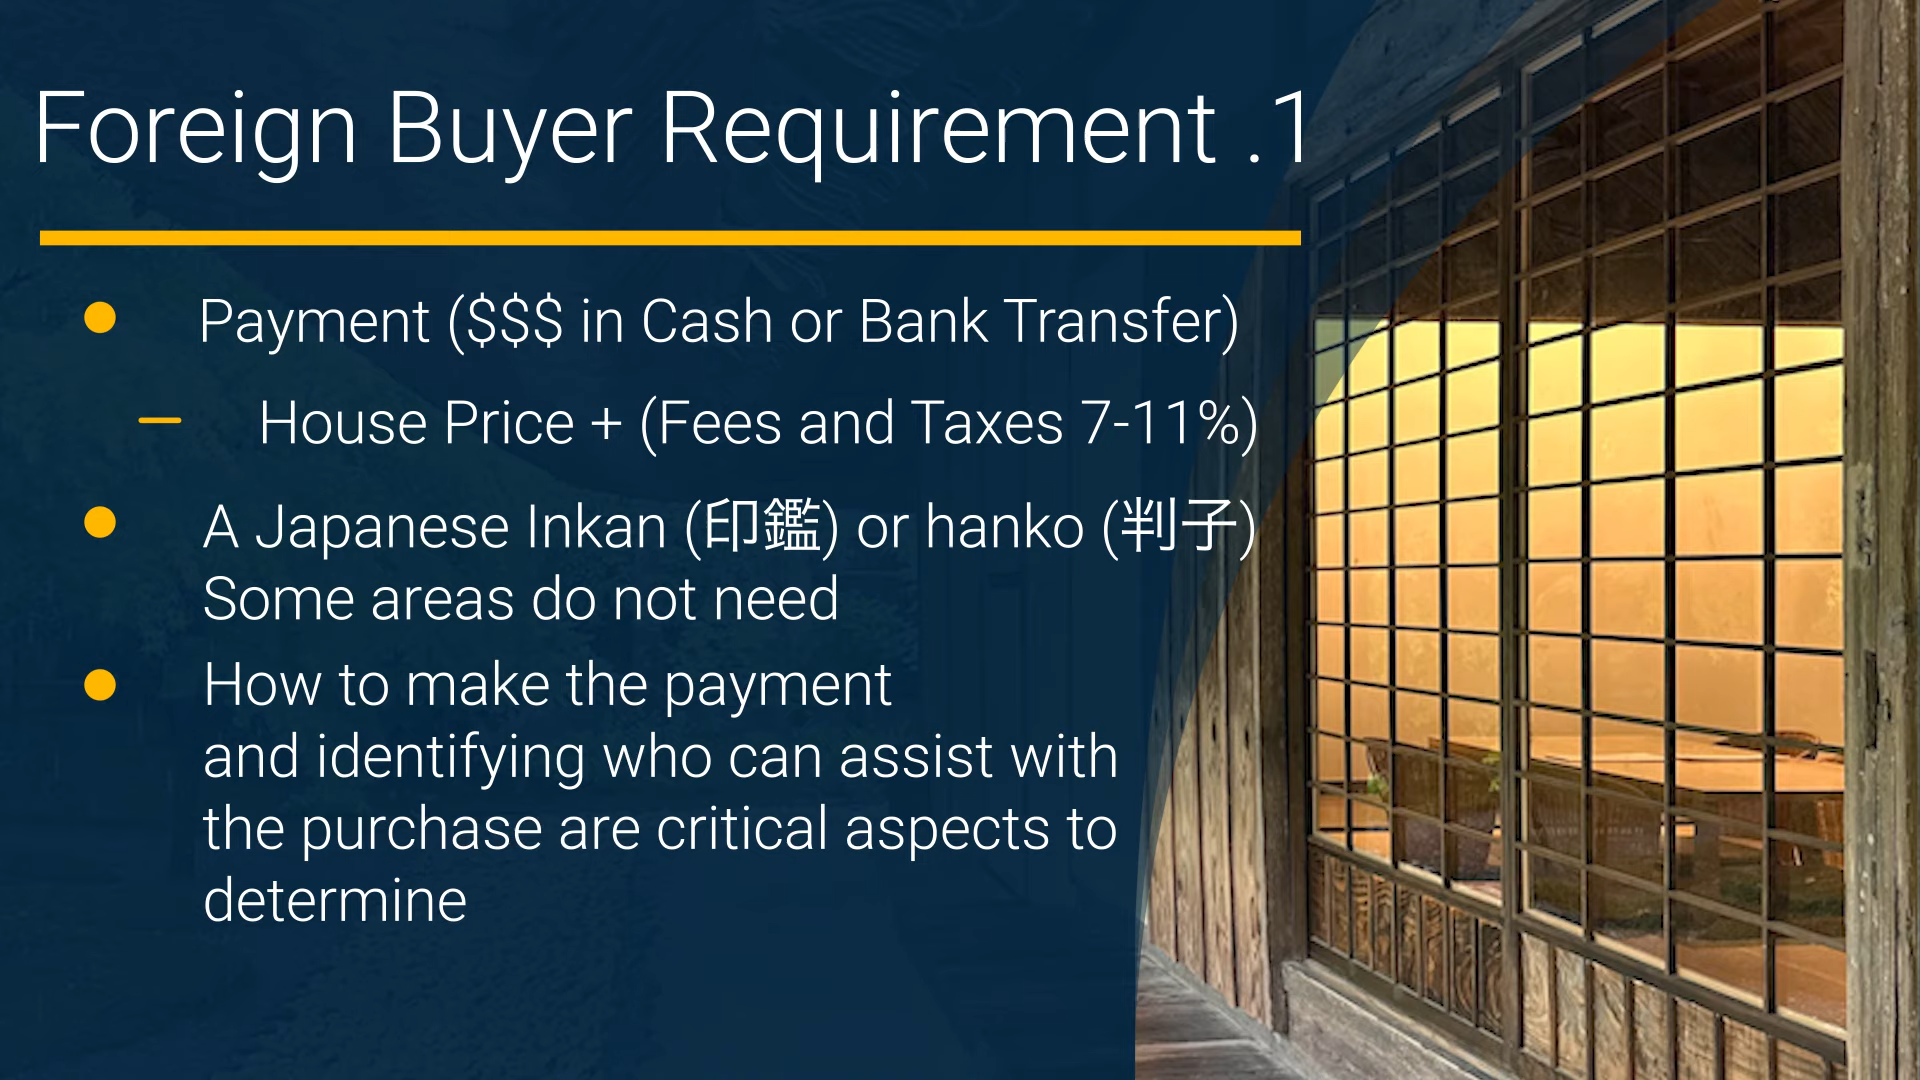 Foreign Buyer Requirement .1
Payment ($$$ in Cash or Bank Transfer)
House Price + (Fees and Taxes 7-11%)
A Japanese Inkan (印鑑) or hanko (判子)
Some areas do not need
How to make the payment
and identifying who can assist with
the purchase are critical aspects to
determine